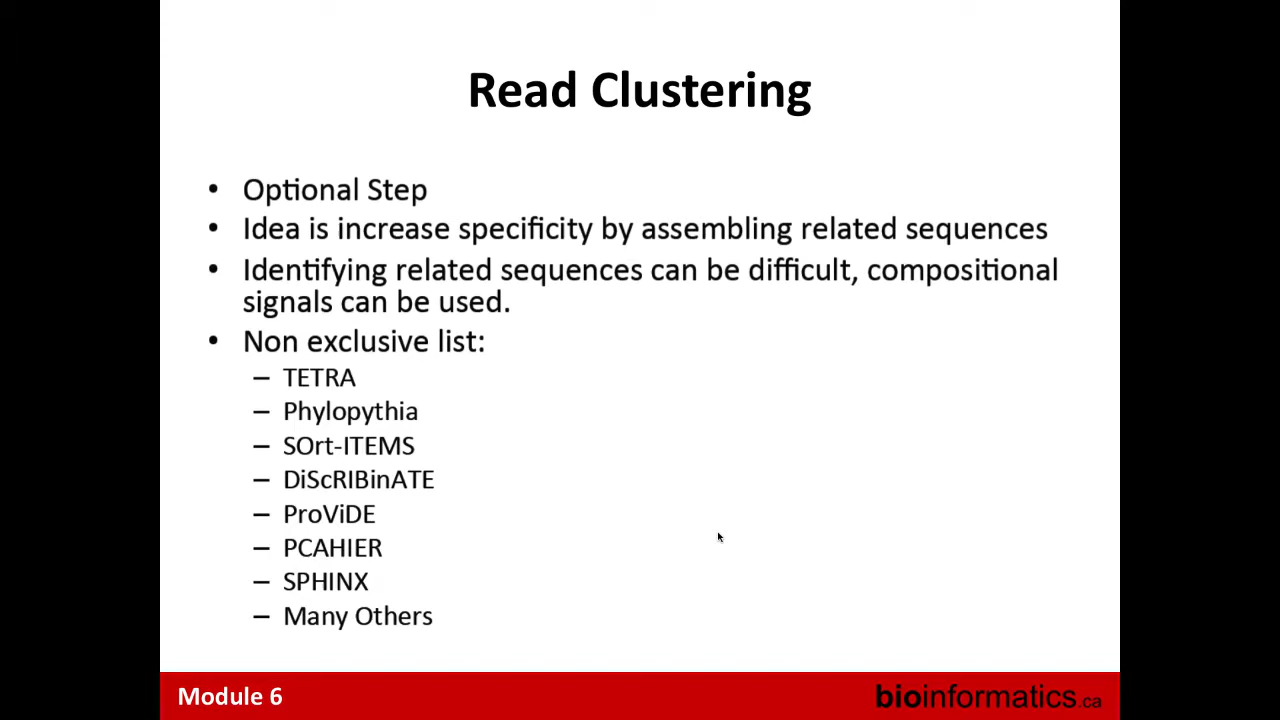 Read Clustering
• Optional Step
• Idea is increase specificity by assembling related sequences
• Identifying related sequences can be difficult, compositional
signals can be used.
• Non exclusive list:
– TETRA
– Phylopythia
– SOrt-ITEMS
– DiScRIBinATE
– ProViDE
– PCAHIER
– SPHINX
– Many Others
Module 6
bioinformatics.ca